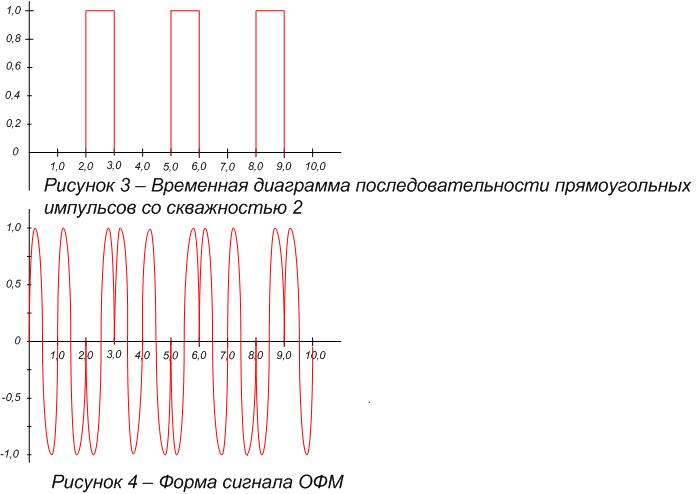 1,0
0,8
0,6
0,4
0,2
0
1,0 2,0 3,0 4,0 5,0 6,0 7,0 8,0 9,0 10,0
Рисунок 3 – Временная диаграмма последовательности прямоугольных
импульсов со скважностью 2
1,0
0,5
0
1,0 2,0 3,0 4,0 5,0 6,0 7,0 8,0 9,0 10,0
-0,5
-1,0
Рисунок 4 – Форма сигнала ОФМ